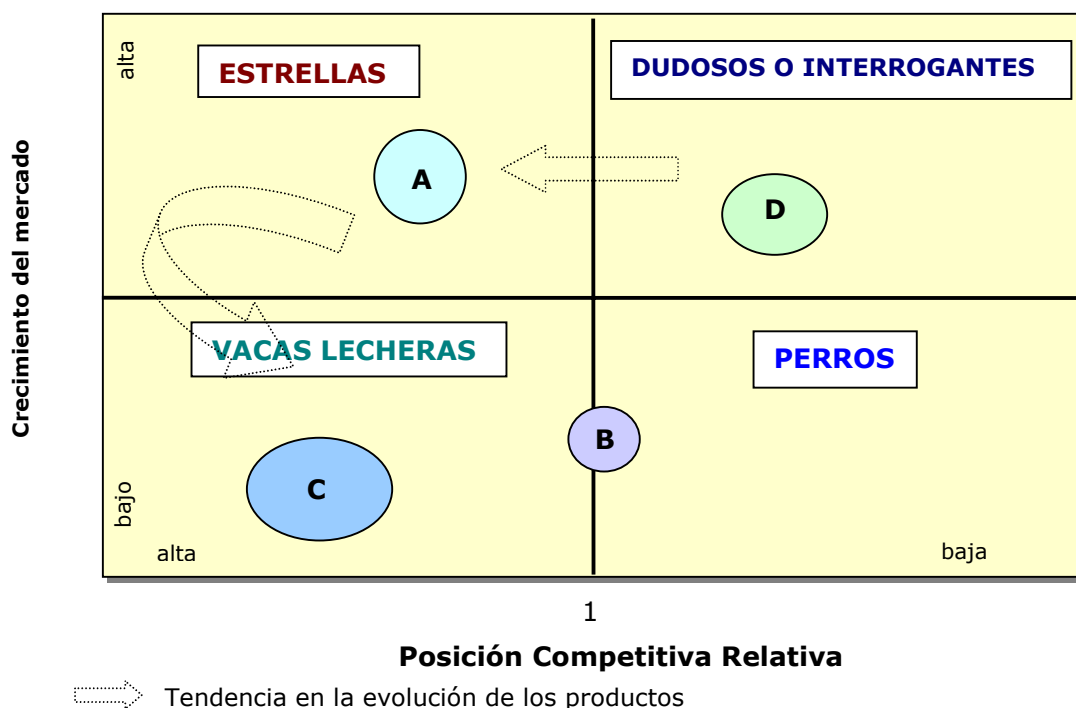 alta
ESTRELLAS
DUDOSOS O INTERROGANTES
A
D
Crecimiento del mercado
VACAS LECHERAS
PERROS
B
C
bajo
alta
baja
1
Posición Competitiva Relativa
Tendencia en la evolución de los productos